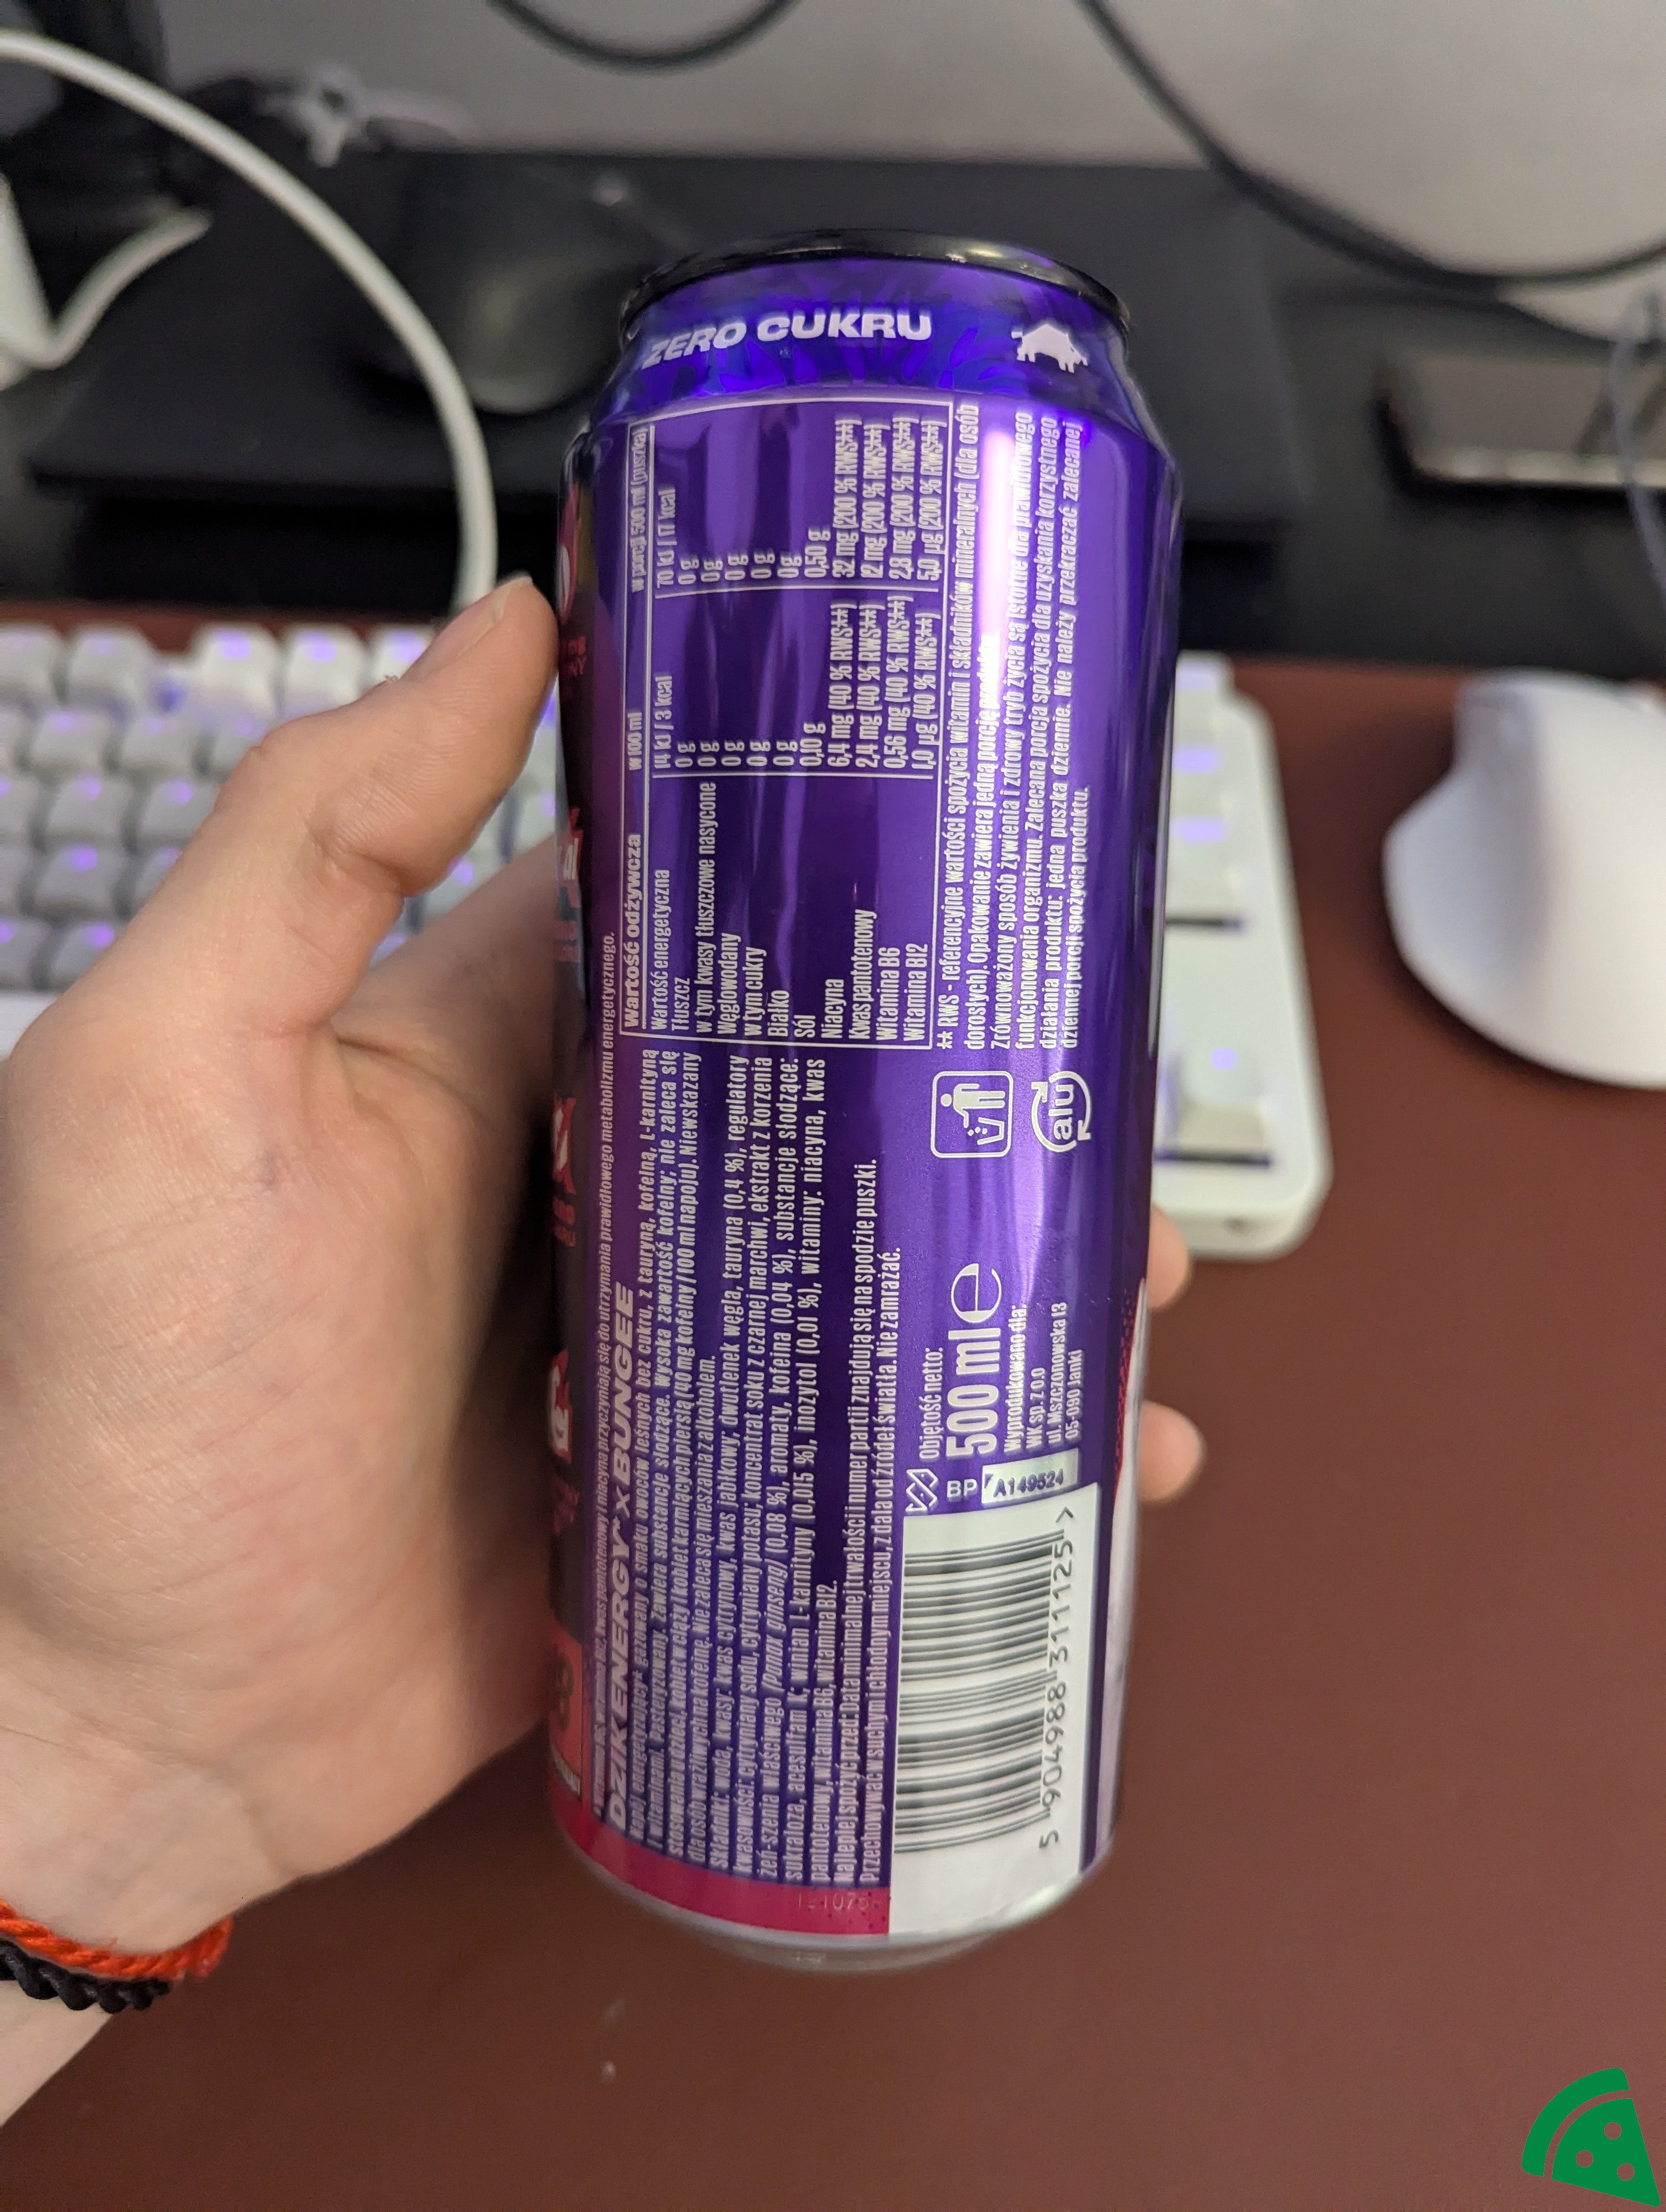 ZERO CUKRU
kwas pantotenowy i niacyna przyczyniają się do utrzymania prawidłowego metabolizmu energetycznego.
DZIK ENERGY X BUNGEE
gazowany o smaku owoców leśnych bez cukru, z tauryną, kofeiną, L-karnityną
i witaminami, pasteryzowany. Zawiera substancje słodzące. Wysoka zawartość kofeiny; nie zaleca się
stosowania u dzieci, kobiet w ciąży i kobiet karmiących piersią (40 mg kofeiny/100 ml napoju). Niewskazany
dla osób wrażliwych na kofeinę. Nie zaleca się mieszania z alkoholem.
Składniki: woda, kwasy: kwas cytrynowy, kwas jabłkowy; dwutlenek węgla, tauryna (0,4 %), regulatory
kwasowości: cytryniany sodu, cytryniany potasu; koncentrat soku z czarnej marchwi, ekstrakt z korzenia
żeń-szenia właściwego (panax ginseng) (0,08 %), aromaty, kofeina (0,04 %), substancje słodzące:
sukraloza, acesulfam K; winian L-karnityny (0,015 %), inozytol (0,01 %), witaminy: niacyna, kwas
pantotenowy, witamina B6, witamina B12.
Najlepiej spożyć przed: Data minimalnej trwałości i numer partii znajdują się na spodzie puszki.
Przechowywać w suchym i chłodnym miejscu, z dala od źródeł światła. Nie zamrażać.
Wartość odżywcza w 100 ml w porcji 500 ml (puszka)
Wartość energetyczna 14 kJ / 3 kcal 70 kJ / 17 kcal
Tłuszcz 0 g 0 g
w tym kwasy tłuszczowe nasycone 0 g 0 g
Węglowodany 0 g 0 g
w tym cukry 0 g 0 g
Białko 0 g 0 g
Sól 0,10 g 0,50 g
Niacyna 6,4 mg (40 % RWS**) 32 mg (200 % RWS**)
Kwas pantotenowy 2,4 mg (40 % RWS**) 12 mg (200 % RWS**)
Witamina B6 0,56 mg (40 % RWS**) 2,8 mg (200 % RWS**)
Witamina B12 1,0 µg (40 % RWS**) 5,0 µg (200 % RWS**)
** RWS - referencyjne wartości spożycia witamin i składników mineralnych (dla osób
dorosłych). Opakowanie zawiera jedną porcję produktu.
Zrównoważony sposób żywienia i zdrowy tryb życia są istotne dla prawidłowego
funkcjonowania organizmu. Zalecana porcja spożycia dla uzyskania korzystnego
działania produktu: jedna puszka dziennie. Nie należy przekraczać zalecanej
dziennej porcji spożycia produktu.
alu
Objętość netto:
500 ml e
Wyprodukowano dla:
WK sp. z o.o
ul. Mszczonowska 13
05-090 Janki
BP A149524
5 904988 311125 >